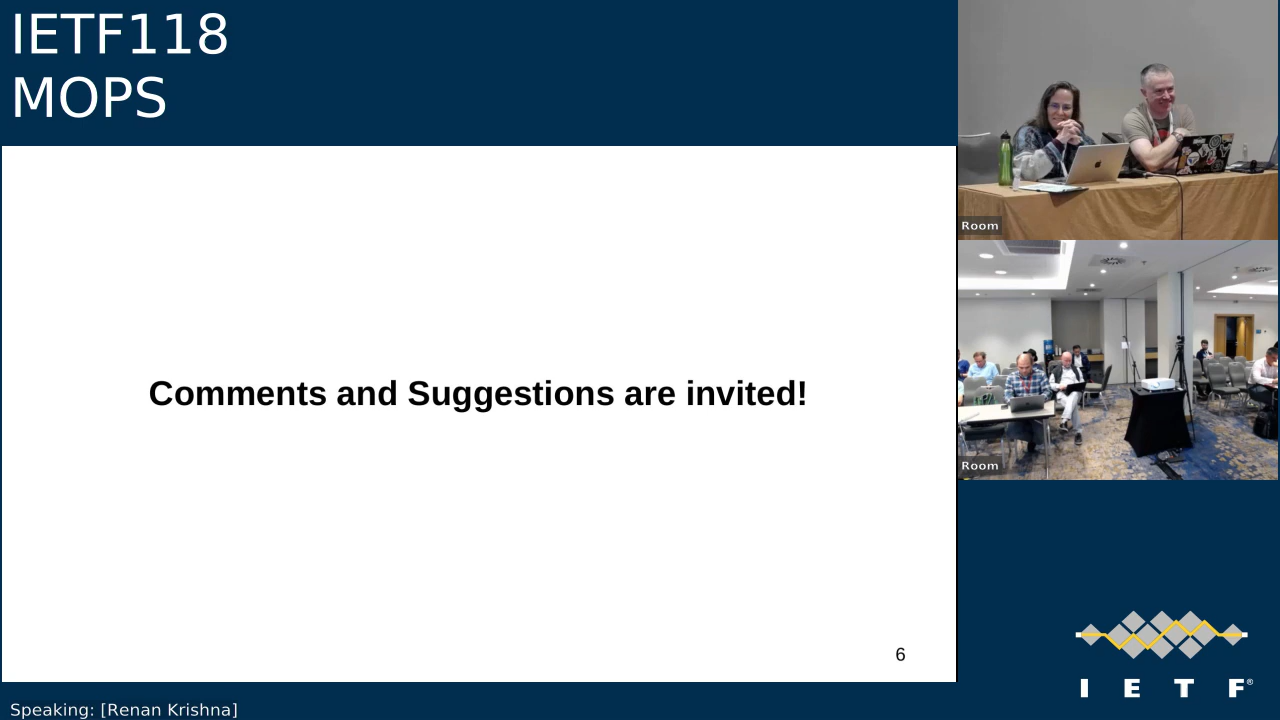 IETF118
MOPS
Room
Comments and Suggestions are invited!
Room
6
I E T F®
Speaking: [Renan Krishna]